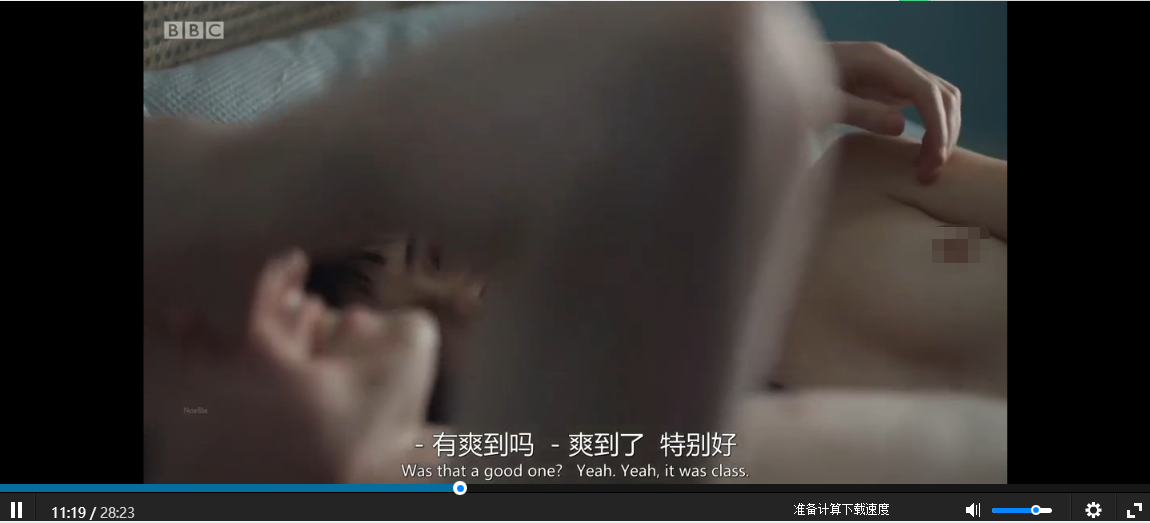 BBC
- 有爽到吗 - 爽到了 特别好
Was that a good one? Yeah. Yeah, it was class.
11:19 / 28:23
准备计算下载速度